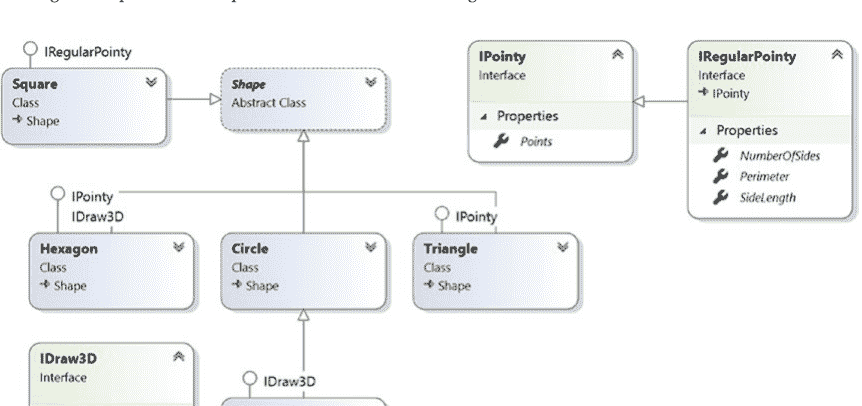 IRegularPointy
Square
Class
Shape
Shape
Abstract Class
IPointy
Interface
Properties
Points
IRegularPointy
Interface
IPointy
Properties
NumberOfSides
Perimeter
SideLength
IPointy
IDraw3D
Hexagon
Class
Shape
Circle
Class
Shape
IPointy
Triangle
Class
Shape
IDraw3D
Interface
IDraw3D